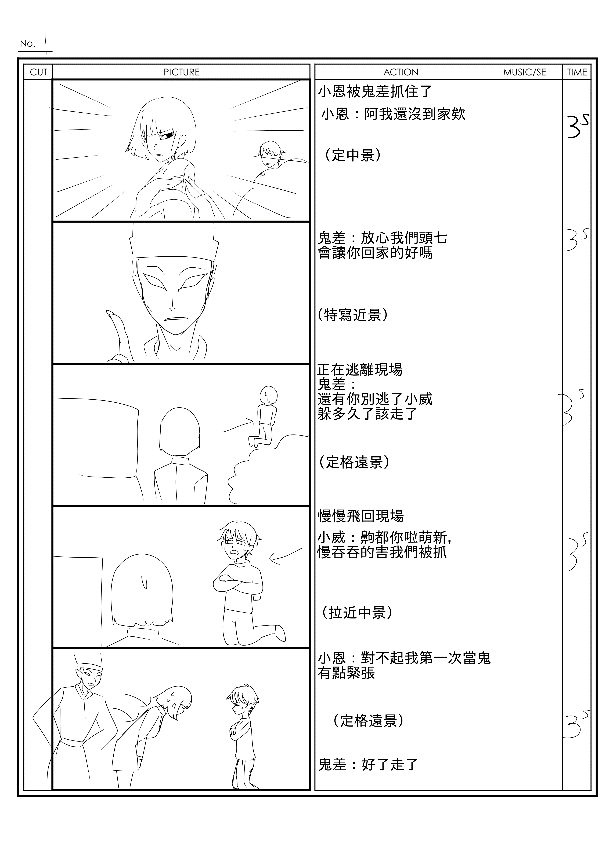 No. 1
CUT PICTURE ACTION MUSIC/SE TIME
小恩被鬼差抓住了
小恩：阿我還沒到家欸
（定中景）
3s
鬼差：放心我們頭七
會讓你回家的好嗎
（特寫近景）
3s
正在逃離現場
鬼差：
還有你別逃了小威
躲多久了該走了
（定格遠景）
3s
慢慢飛回現場
小威：齁都你啦萌新，
慢吞吞的害我們被抓
（拉近中景）
3s
小恩：對不起我第一次當鬼
有點緊張
（定格遠景）
鬼差：好了走了
3s